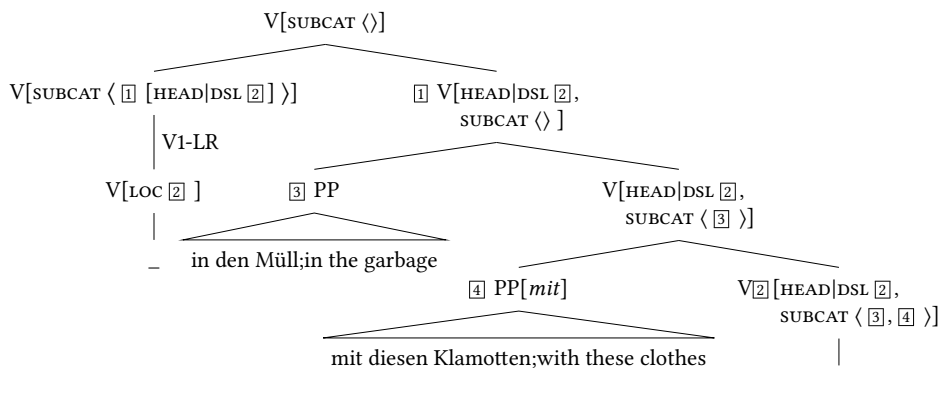 V[SUBCAT ⟨⟩]
V[SUBCAT ⟨ 1 [HEAD|DSL 2] ⟩]
1 V[HEAD|DSL 2,
SUBCAT ⟨⟩ ]
V1-LR
V[LOC 2 ]
3 PP
V[HEAD|DSL 2,
SUBCAT ⟨ 3 ⟩]
_
in den Müll;in the garbage
4 PP[mit]
V2[HEAD|DSL 2,
SUBCAT ⟨ 3, 4 ⟩]
mit diesen Klamotten;with these clothes